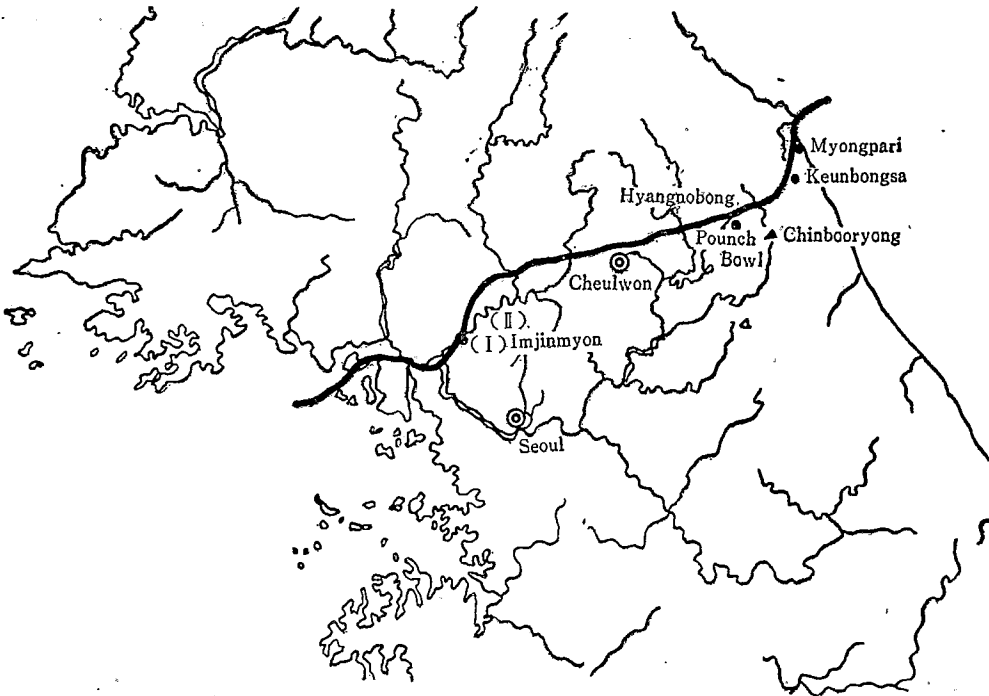 Myongpari
Keunbongsa
Hyangnobong.
Pounch
Bowl
Chinbooryong
Cheulwon
(Ⅱ).
(Ⅰ) Imjinmyon
Seoul